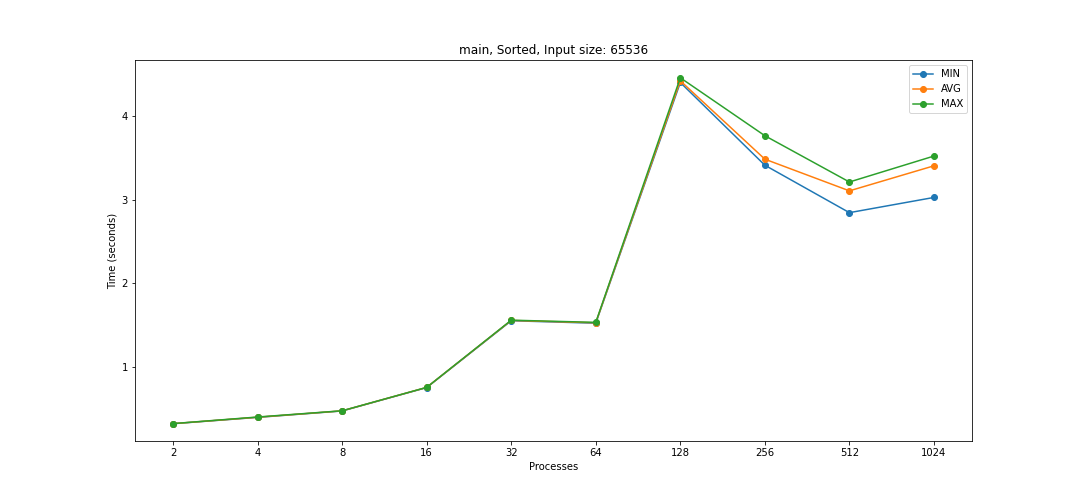 main, Sorted, Input size: 65536
MIN
AVG
MAX
4
3
2
1
Time (seconds)
2 4 8 16 32 64 128 256 512 1024
Processes